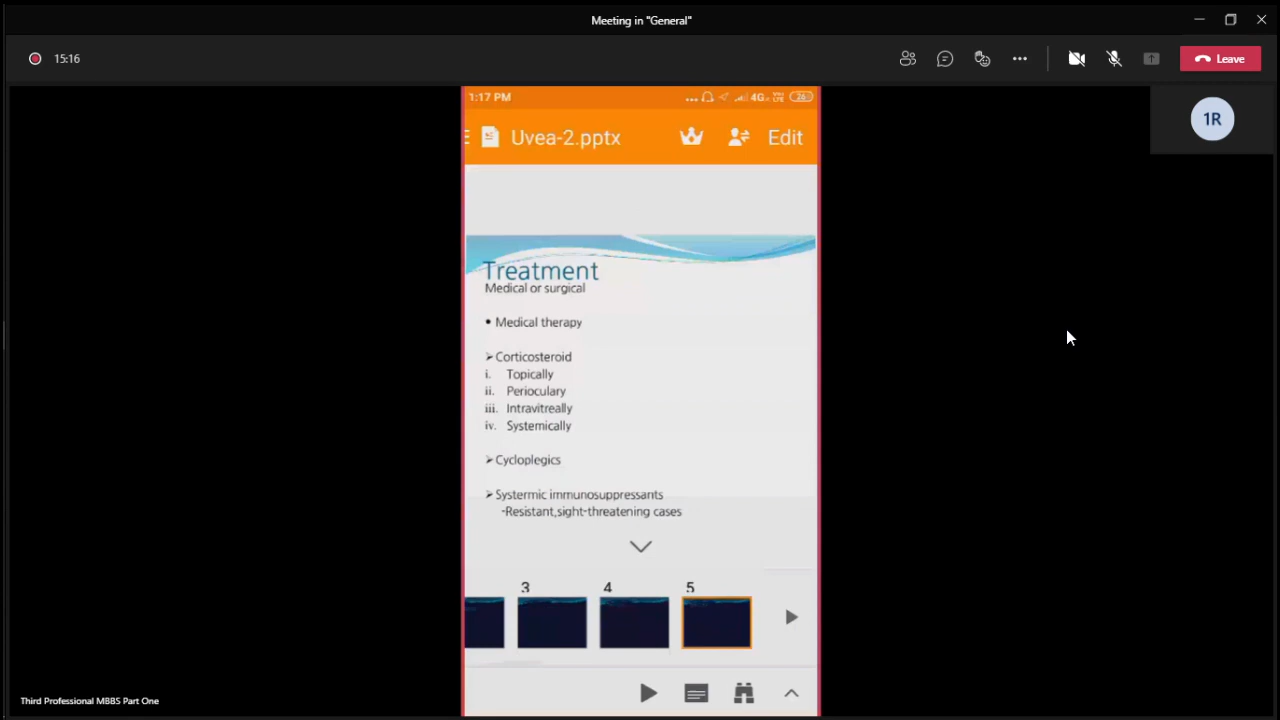 Meeting in "General"
15:16
Leave
1:17 PM
4G
26
1R
Uvea-2.pptx
Edit
Treatment
Medical or surgical
• Medical therapy
➢Corticosteroid
i. Topically
ii. Perioculary
iii. Intravitreally
iv. Systemically
➢Cycloplegics
➢Systermic immunosuppressants
-Resistant,sight-threatening cases
3 4 5
Third Professional MBBS Part One